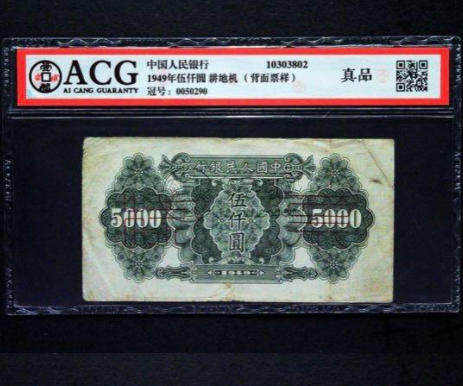 ACG
AI CANG GUARANTY
中国人民银行 10303802
1949年伍仟圆 耕地机 （背面票样）
冠号：0050290
真品
行銀民人國中
5000 伍仟圓 5000
1949